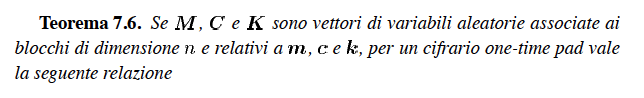 Teorema 7.6. Se M, C e K sono vettori di variabili aleatorie associate ai
blocchi di dimensione n e relativi a m, c e k, per un cifrario one-time pad vale
la seguente relazione